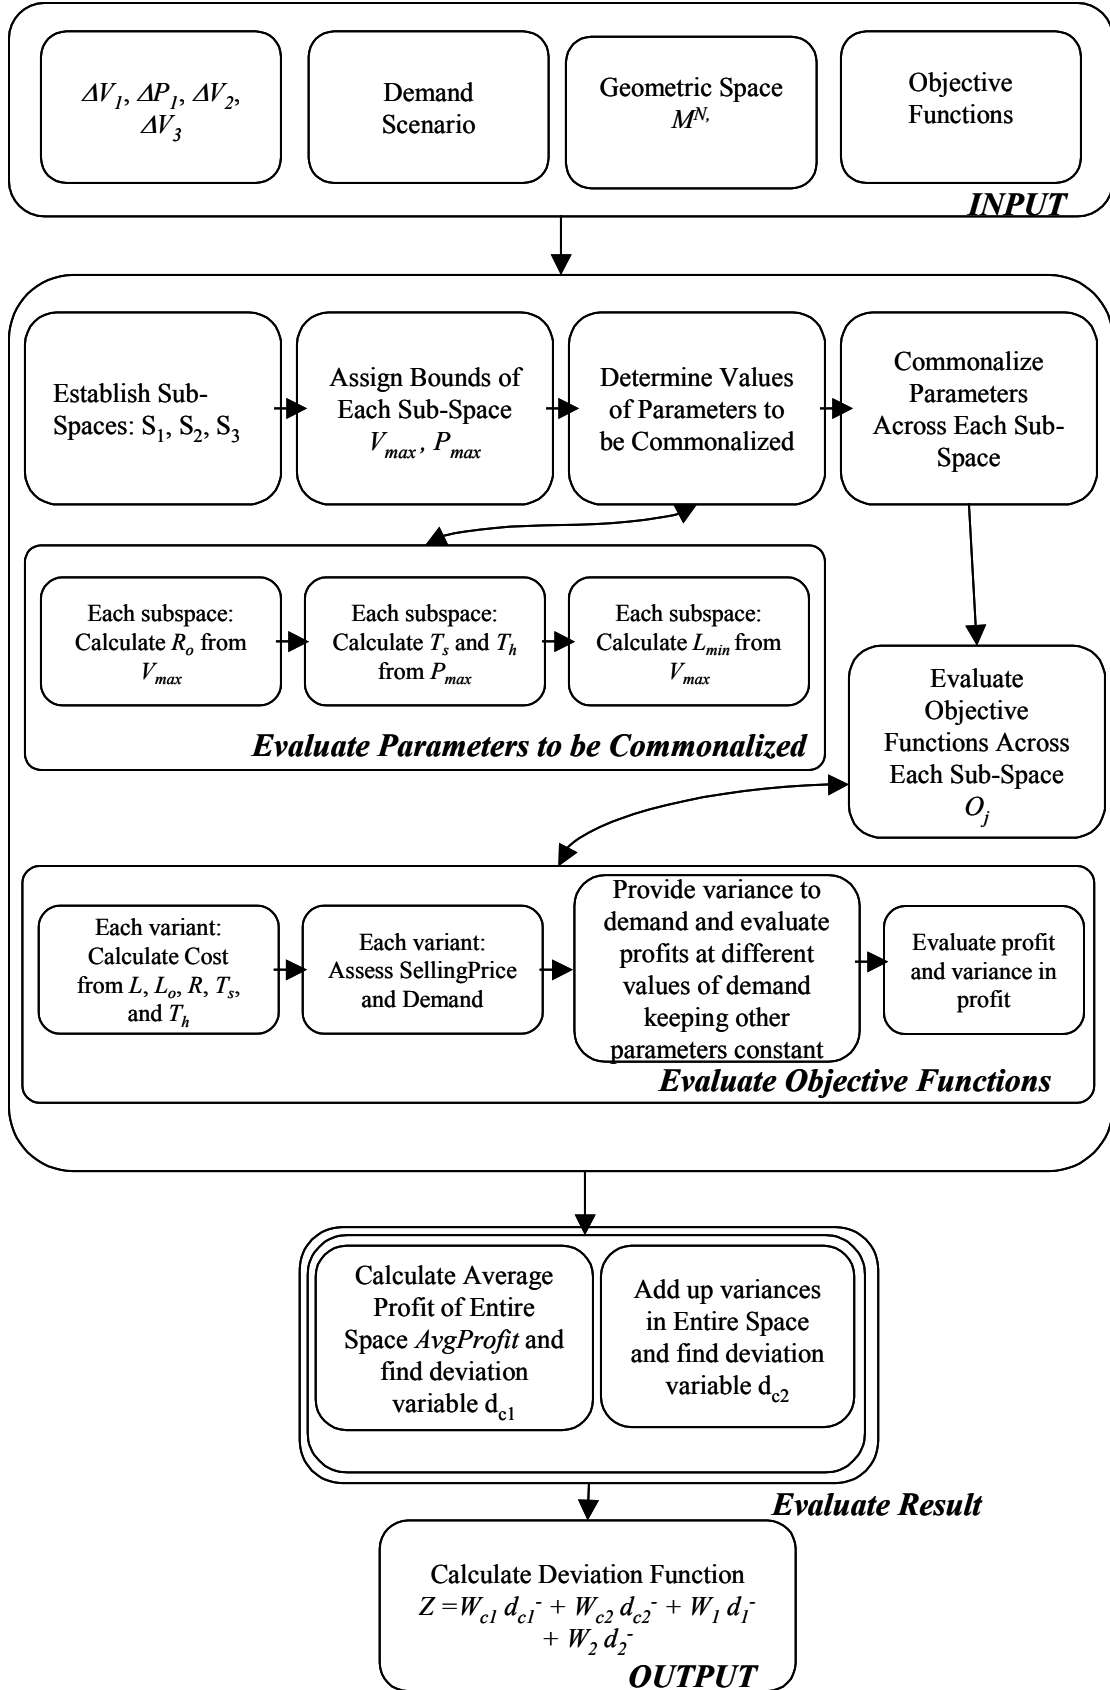 ΔV1, ΔP1, ΔV2,
ΔV3
Demand
Scenario
Geometric Space
M^N,
Objective
Functions
INPUT
Establish Sub-
Spaces: S1, S2, S3
Assign Bounds of
Each Sub-Space
Vmax, Pmax
Determine Values
of Parameters to
be Commonalized
Commonalize
Parameters
Across Each Sub-
Space
Each subspace:
Calculate Ro from
Vmax
Each subspace:
Calculate Ts and Th
from Pmax
Each subspace:
Calculate Lmin from
Vmax
Evaluate Parameters to be Commonalized
Evaluate
Objective
Functions Across
Each Sub-Space
Oj
Each variant:
Calculate Cost
from L, Lo, R, Ts,
and Th
Each variant:
Assess SellingPrice
and Demand
Provide variance to
demand and evaluate
profits at different
values of demand
keeping other
parameters constant
Evaluate profit
and variance in
profit
Evaluate Objective Functions
Calculate Average
Profit of Entire
Space AvgProfit and
find deviation
variable dc1
Add up variances
in Entire Space
and find deviation
variable dc2
Evaluate Result
Calculate Deviation Function
Z =Wc1 dc1- + Wc2 dc2- + W1 d1-
+ W2 d2-
OUTPUT